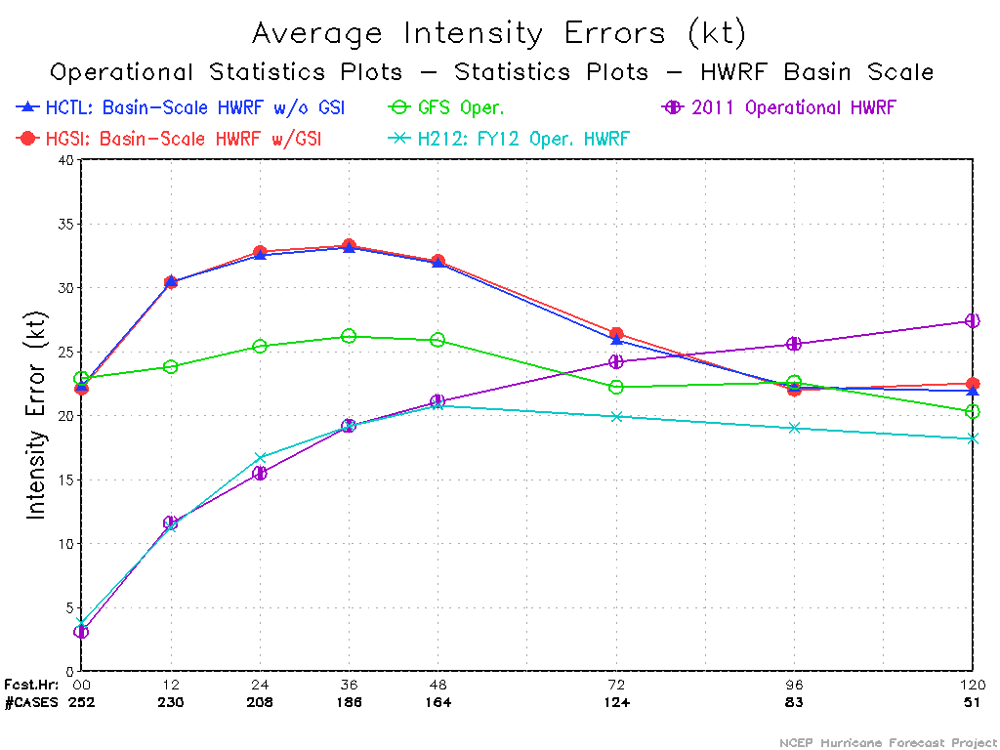 Average Intensity Errors (kt)
Operational Statistics Plots – Statistics Plots – HWRF Basin Scale
HCTL: Basin-Scale HWRF w/o GSI GFS Oper. 2011 Operational HWRF
HGSI: Basin-Scale HWRF w/GSI H212: FY12 Oper. HWRF
40
35
30
25
20
15
10
5
0
Intensity Error (kt)
Fcst.Hr: 00 12 24 36 48 72 96 120
#CASES 252 230 208 186 164 124 83 51
NCEP Hurricane Forecast Project